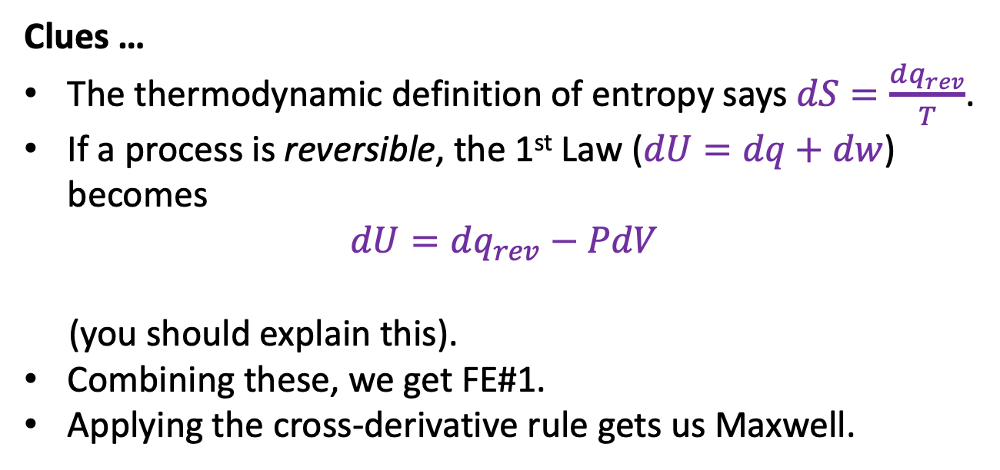 Clues …
• The thermodynamic definition of entropy says $dS = \frac{dq_{rev}}{T}$.
• If a process is reversible, the 1st Law ($dU = dq + dw$)
becomes
$dU = dq_{rev} - PdV$
(you should explain this).
• Combining these, we get FE#1.
• Applying the cross-derivative rule gets us Maxwell.